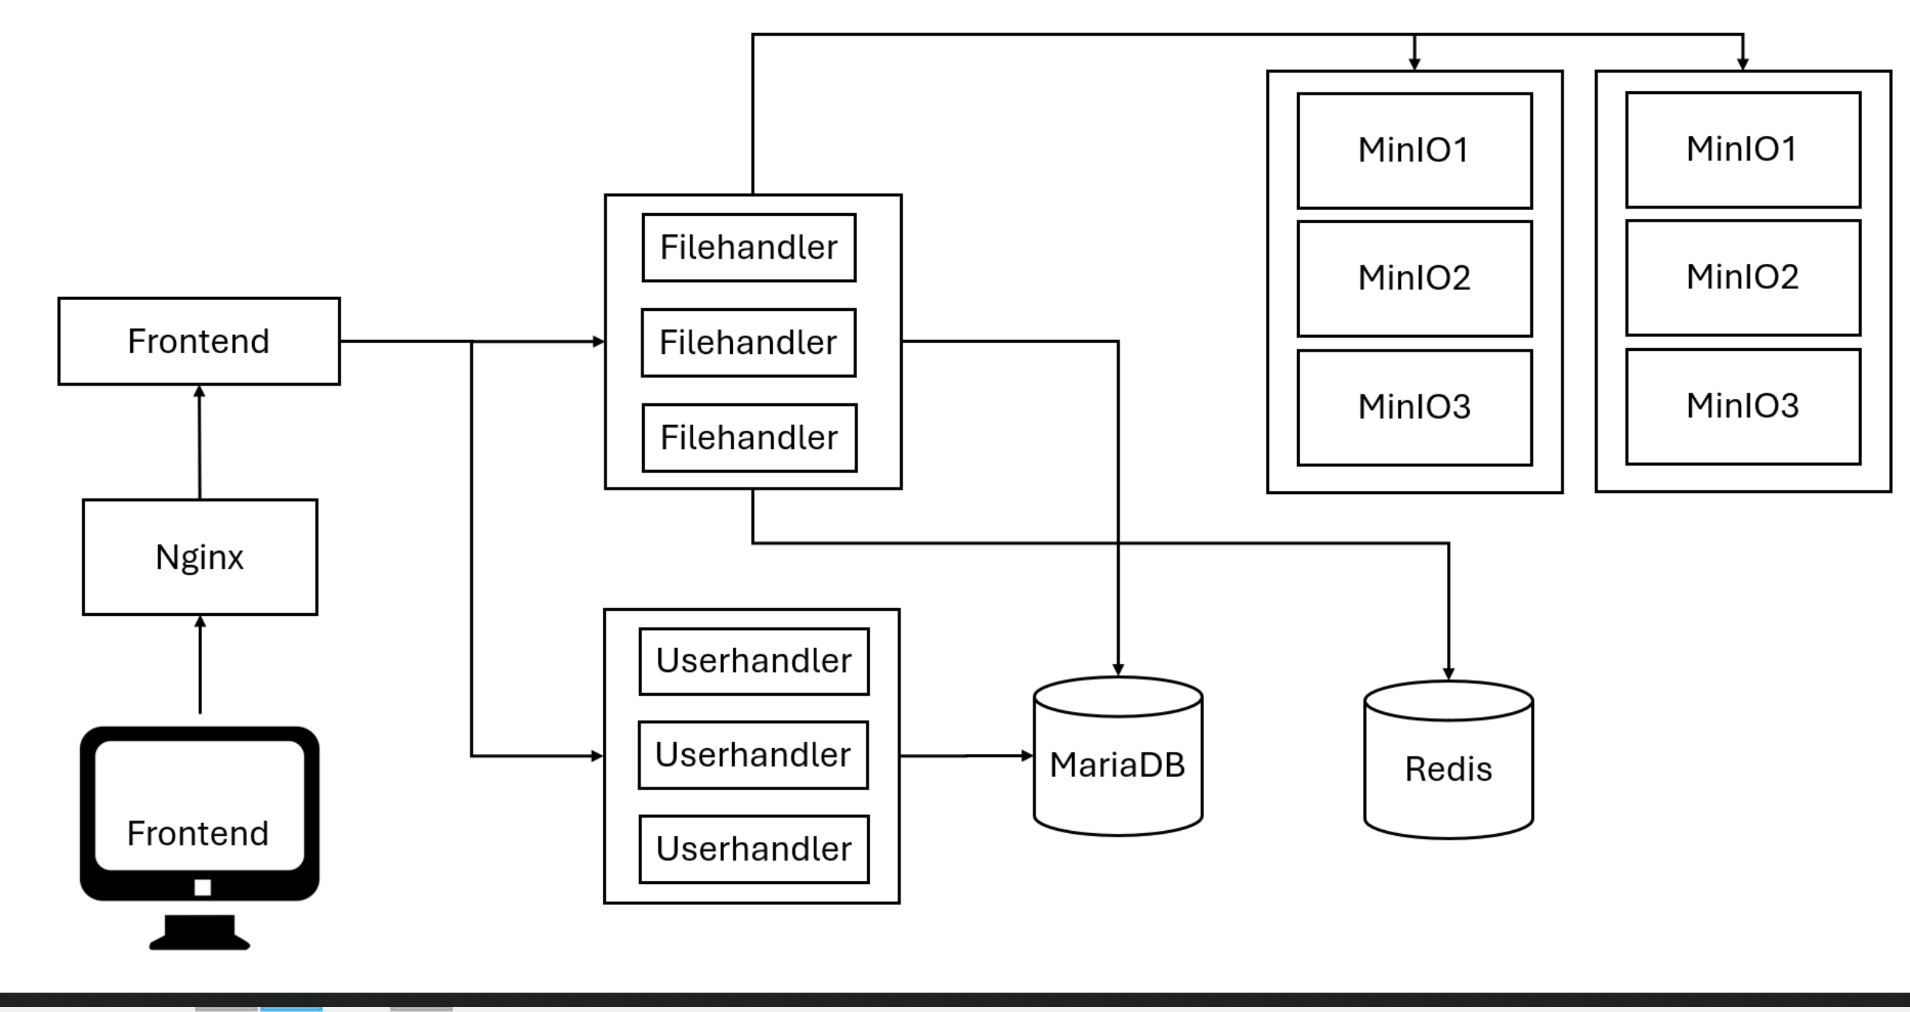 MinIO1
MinIO2
MinIO3
MinIO1
MinIO2
MinIO3
Filehandler
Filehandler
Filehandler
Frontend
Nginx
Frontend
Userhandler
Userhandler
Userhandler
MariaDB
Redis